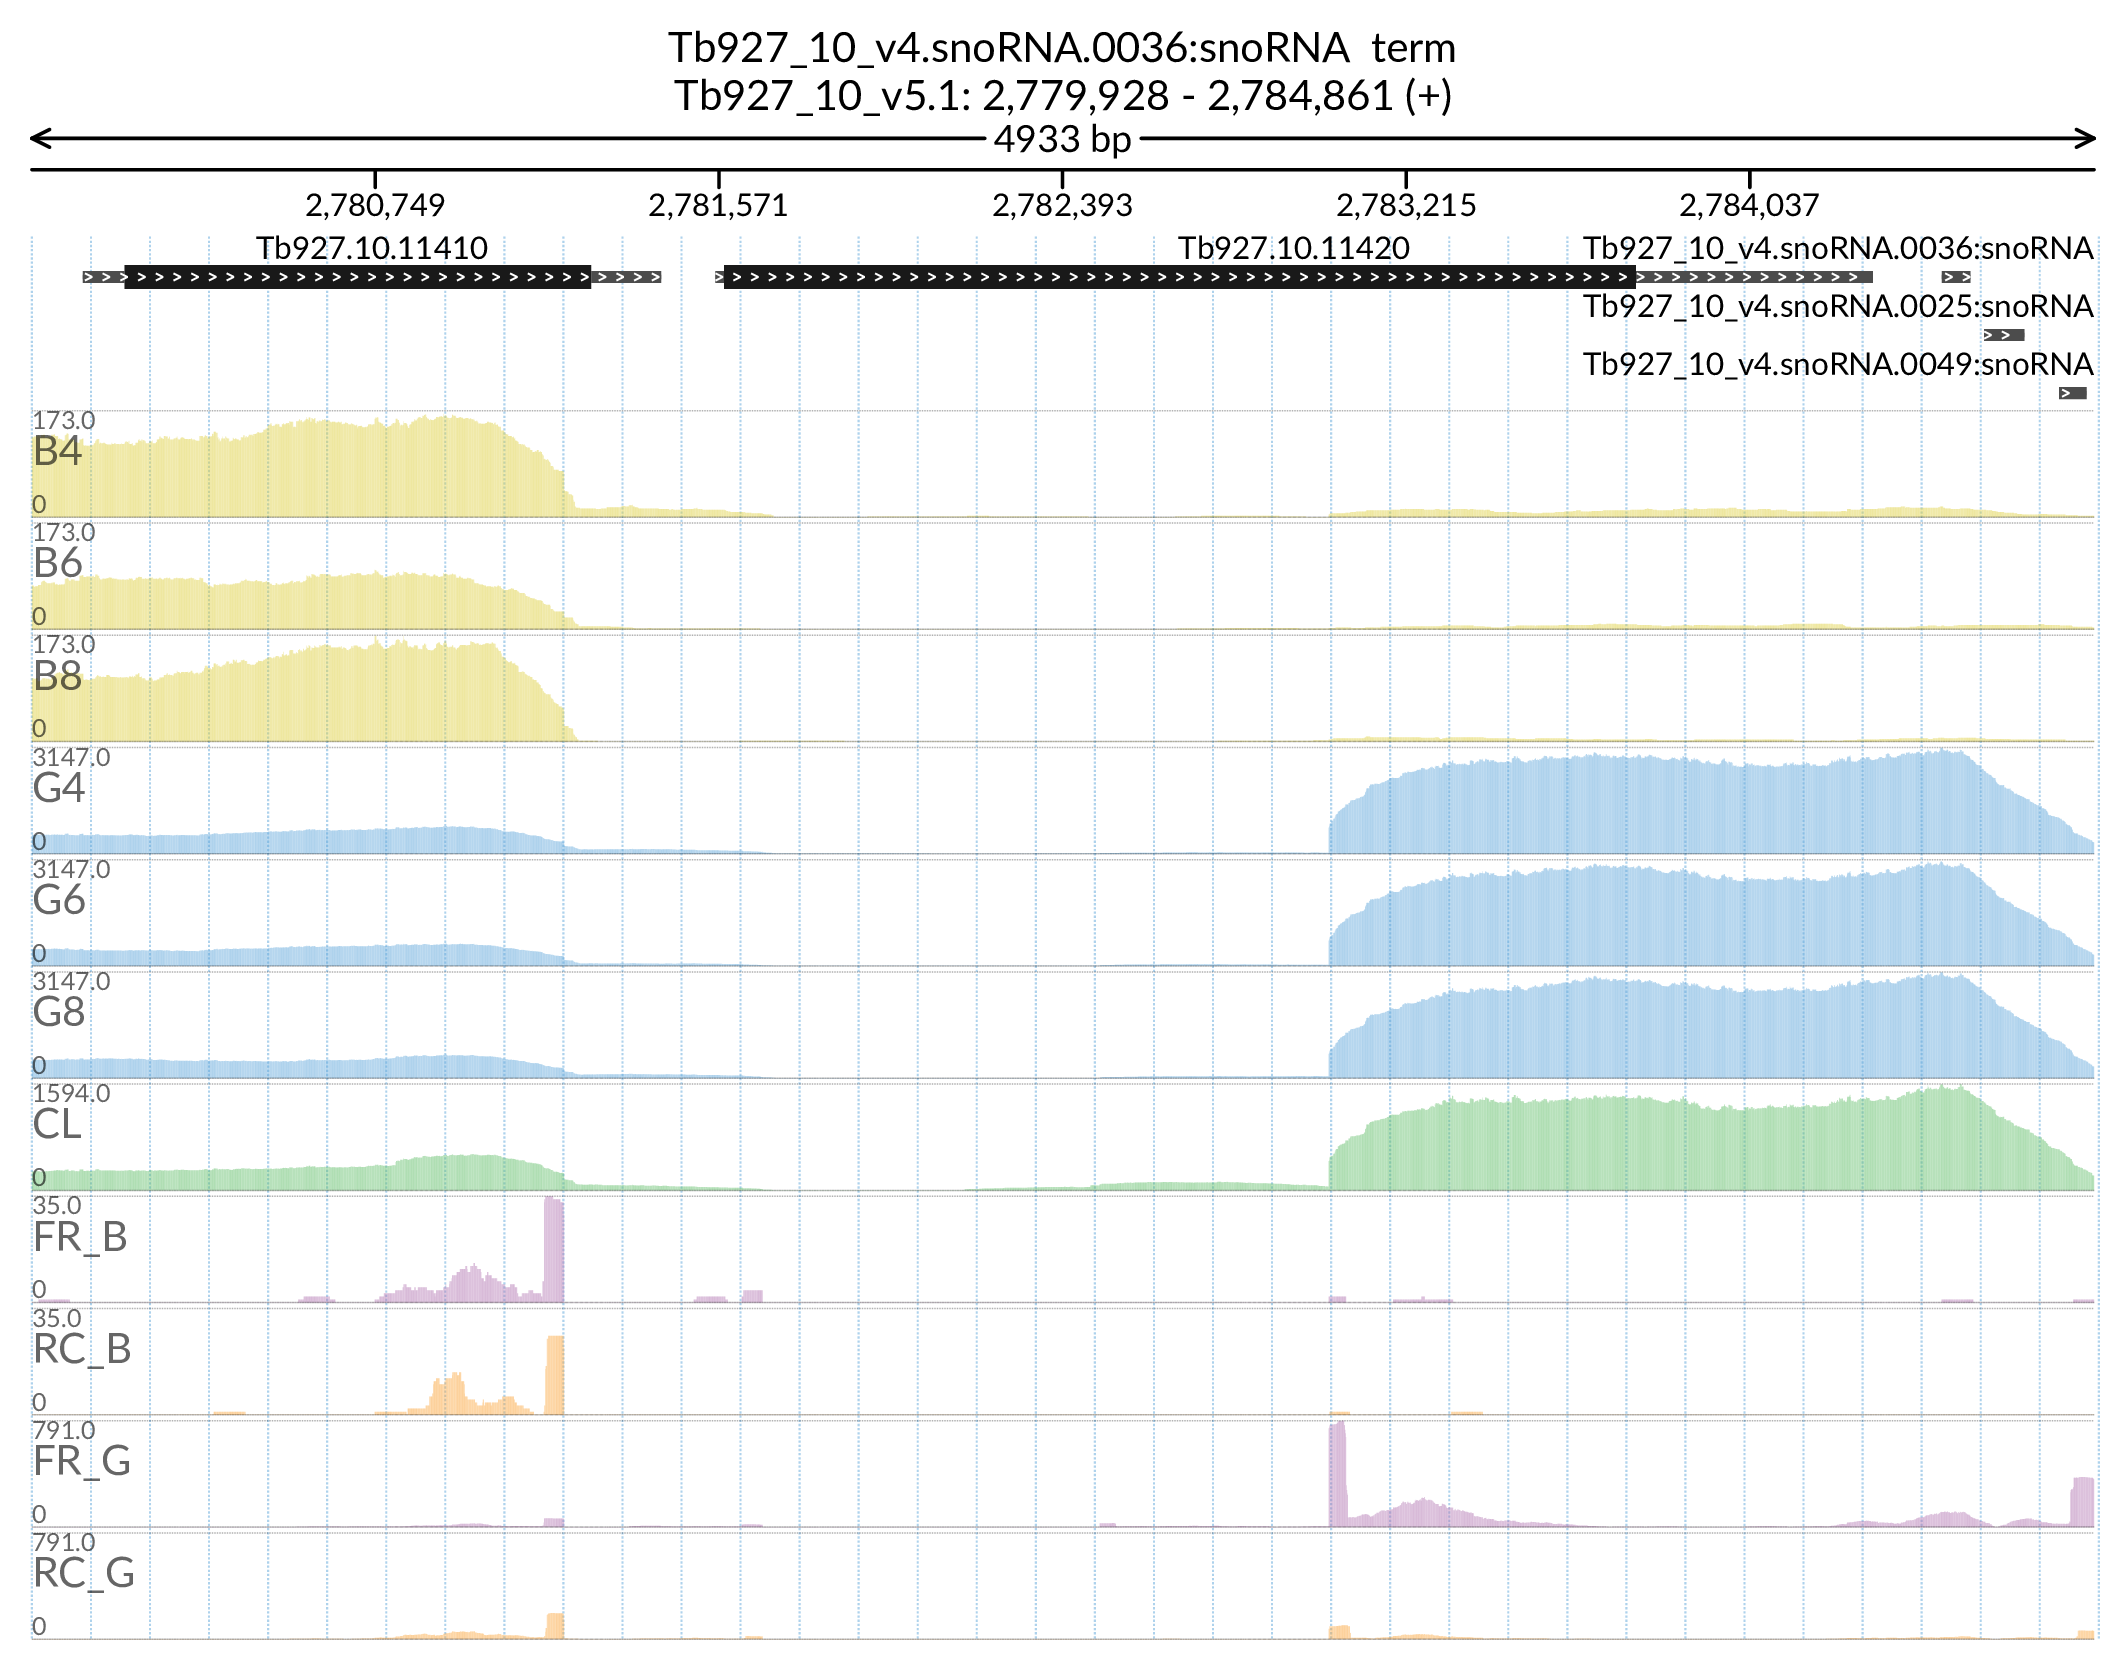 Tb927_10_v4.snoRNA.0036:snoRNA term
Tb927_10_v5.1: 2,779,928 - 2,784,861 (+)
4933 bp
2,780,749 2,781,571 2,782,393 2,783,215 2,784,037
Tb927.10.11410 Tb927.10.11420 Tb927_10_v4.snoRNA.0036:snoRNA
Tb927_10_v4.snoRNA.0025:snoRNA
Tb927_10_v4.snoRNA.0049:snoRNA
173.0
B4
0
173.0
B6
0
173.0
B8
0
3147.0
G4
0
3147.0
G6
0
3147.0
G8
0
1594.0
CL
0
35.0
FR_B
0
35.0
RC_B
0
791.0
FR_G
0
791.0
RC_G
0